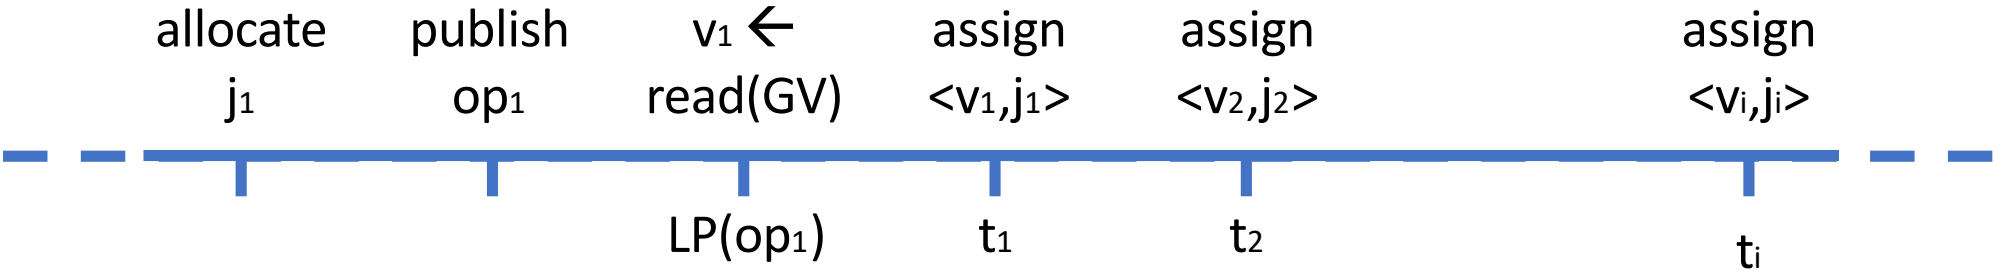 allocate publish v₁ ← assign assign assign
j₁ op₁ read(GV) <v₁,j₁> <v₂,j₂> <vᵢ,jᵢ>
LP(op₁) t₁ t₂ tᵢ